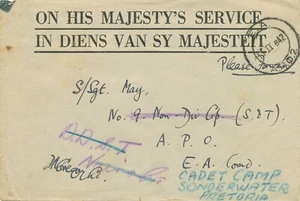 ON HIS MAJESTY'S SERVICE
IN DIENS VAN SY MAJESTEIT
Please
S/Sgt. May,
No. 9. Non-Div Gp. (S.&T.)
D.D.S.T. A. P. O.
E. A. Comd.
CADET CAMP
SONDERWATER
PRETORIA